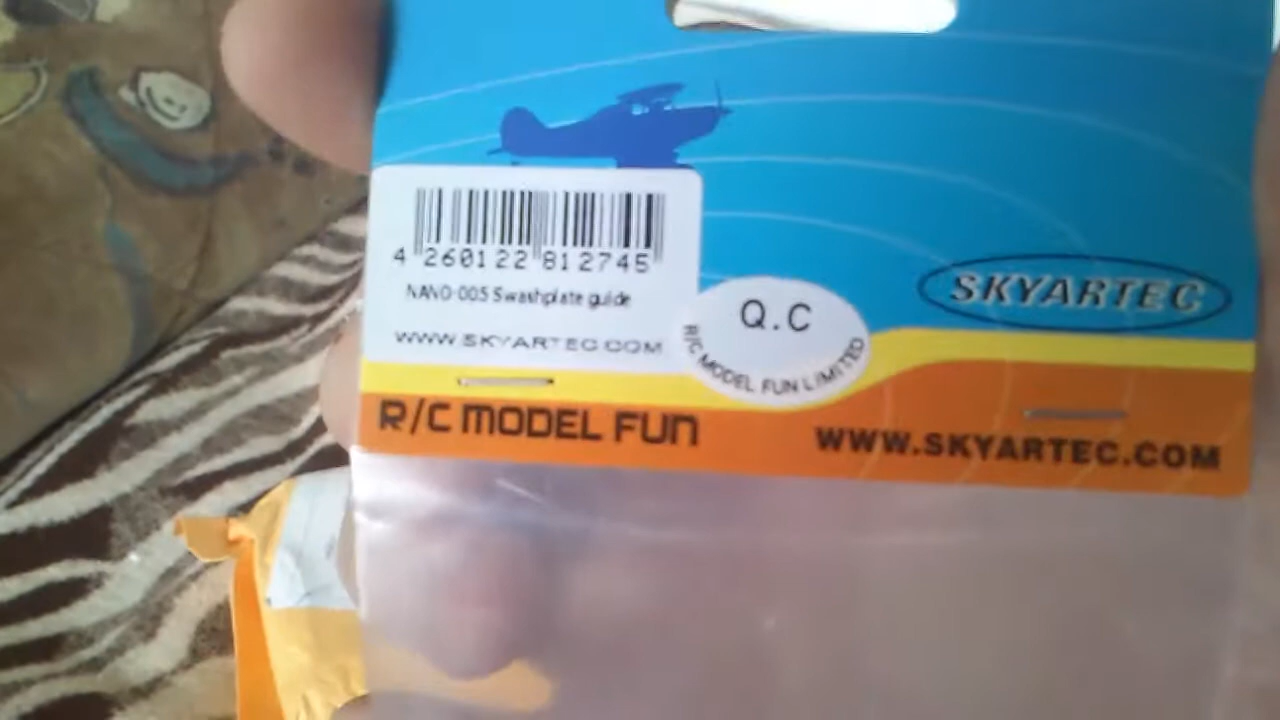 4 260122 812745
NANO-005 Swashplate guide
WWW.SKYARTEC.COM
Q.C
R/C MODEL FUN LIMITED
SKYARTEC
R/C MODEL FUN
WWW.SKYARTEC.COM